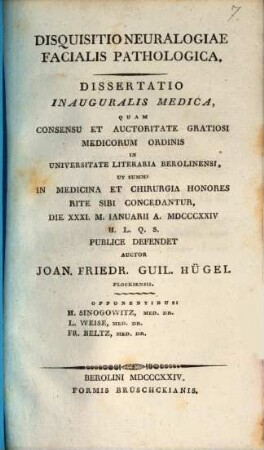 7
DISQUISITIO NEURALOGIAE
FACIALIS PATHOLOGICA.
DISSERTATIO
INAUGURALIS MEDICA,
QUAM
CONSENSU ET AUCTORITATE GRATIOSI
MEDICORUM ORDINIS
IN
UNIVERSITATE LITERARIA BEROLINENSI,
UT SUMMI
IN MEDICINA ET CHIRURGIA HONORES
RITE SIBI CONCEDANTUR,
DIE XXXI. M. IANUARII A. MDCCCXXIV
H. L. Q. S.
PUBLICE DEFENDET
AUCTOR
JOAN. FRIEDR. GUIL. HÜGEL
PLOCKIENSIS.
OPPONENTIBUS:
H. SINOGOWITZ, MED. DR.
L. WEISE, MED. DR.
FR. BELTZ, MED. DR.
BEROLINI MDCCCXXIV.
FORMIS BRÜSCHCKIANIS.